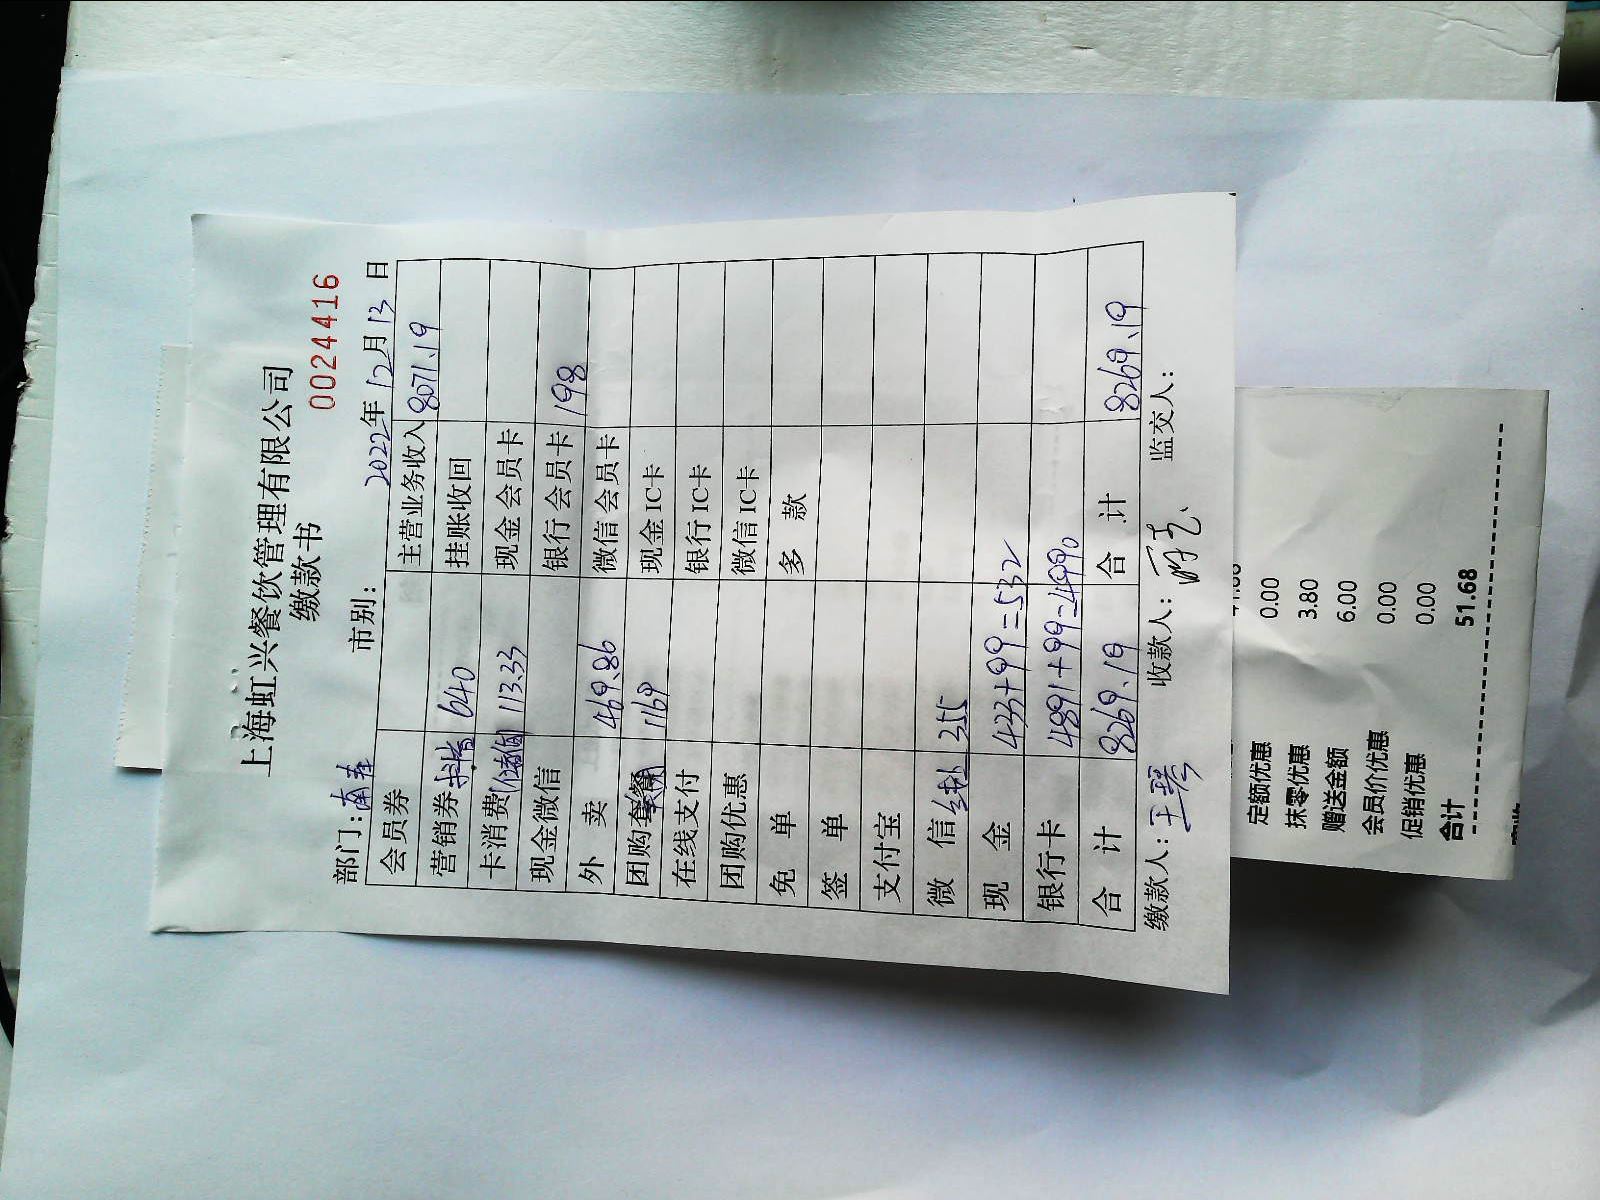 上海虹兴餐饮管理有限公司
缴款书
0024416
部门: 市别: 2022年12月13日
会员券 主营业务收入 8071.19
营销券 抖音 640 挂账收回
卡消费 113.33 现金会员卡
现金微信 银行会员卡 198
外 卖 469.86 微信会员卡
团购套餐 1169 现金IC卡
在线支付 银行IC卡
团购优惠 微信IC卡
免 单 多 款
签 单
支付宝
微 信 355
现 金 433+99=532
银行卡 4891+99=4990
合 计 8269.19 合 计 8269.19
缴款人: 收款人: 监交人:
定额优惠 0.00
抹零优惠 3.80
赠送金额 6.00
会员价优惠 0.00
促销优惠 0.00
合计 51.68